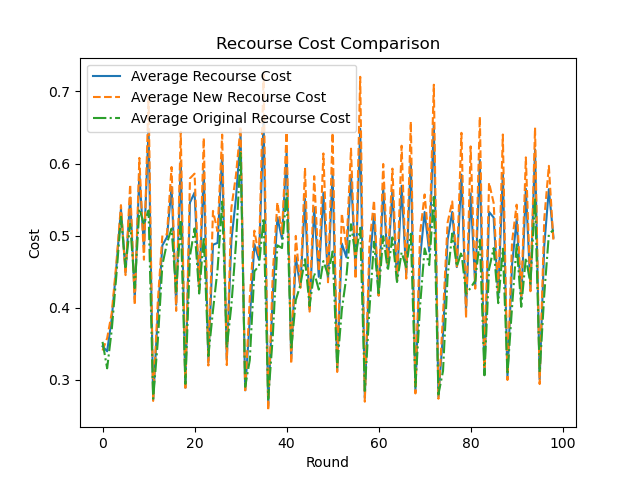 Recourse Cost Comparison
Average Recourse Cost
Average New Recourse Cost
Average Original Recourse Cost
0.7
0.6
0.5
0.4
0.3
Cost
0
20
40
60
80
100
Round